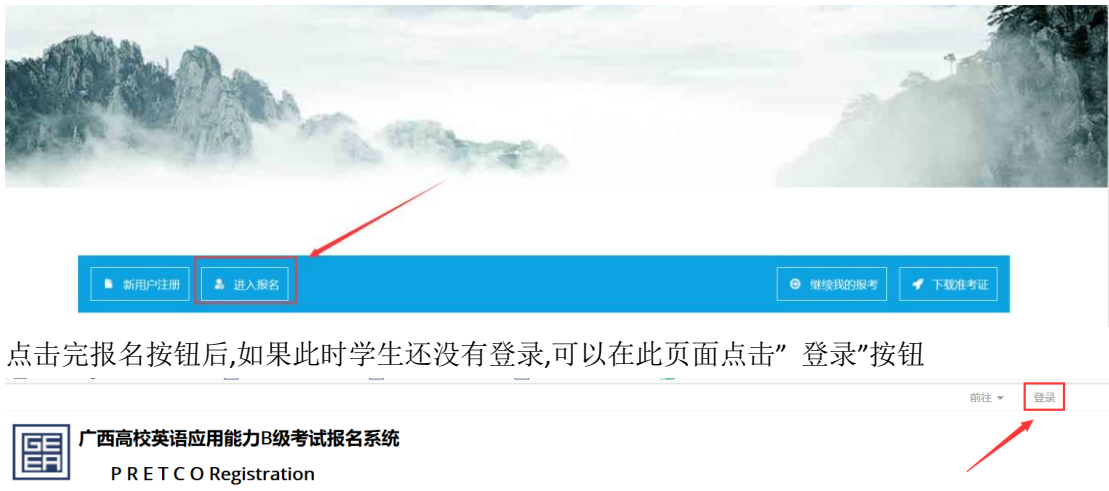 新用户注册 进入报名 继续我的报考 下载准考证
点击完报名按钮后,如果此时学生还没有登录,可以在此页面点击” 登录”按钮
前往 登录
GEEA
广西高校英语应用能力B级考试报名系统
P R E T C O Registration